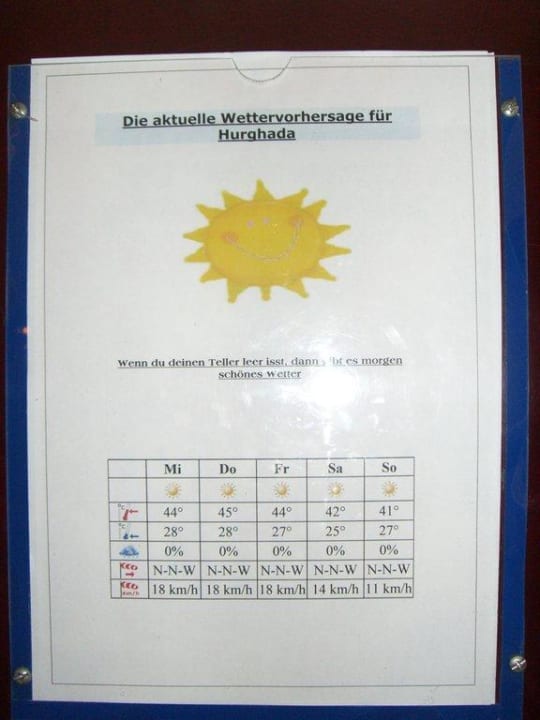 Die aktuelle Wettervorhersage für
Hurghada
Wenn du deinen Teller leer isst, dann gibt es morgen
schönes Wetter
Mi Do Fr Sa So
°C 44° 45° 44° 42° 41°
°C 28° 28° 27° 25° 27°
0% 0% 0% 0% 0%
N-N-W N-N-W N-N-W N-N-W N-N-W
km/h 18 km/h 18 km/h 18 km/h 14 km/h 11 km/h